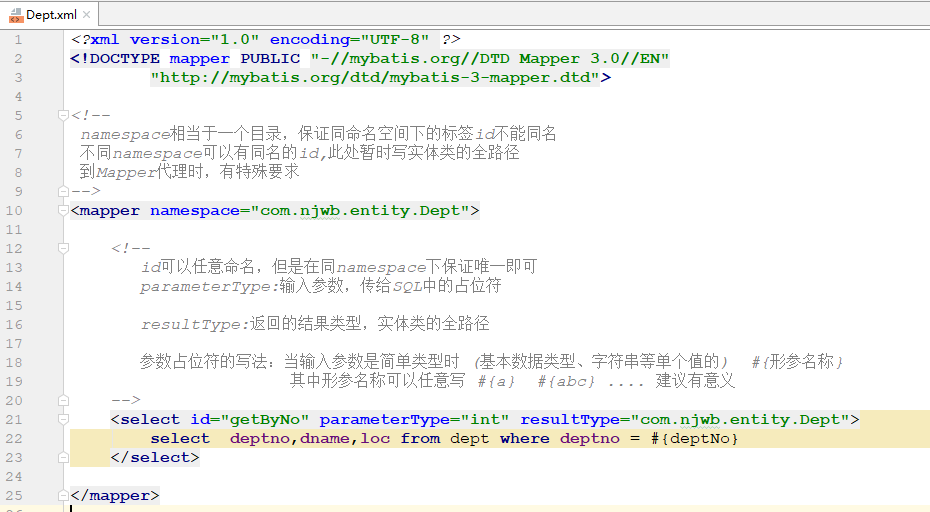 Dept.xml
1 <?xml version="1.0" encoding="UTF-8" ?>
2 <!DOCTYPE mapper PUBLIC "-//mybatis.org//DTD Mapper 3.0//EN"
3 "http://mybatis.org/dtd/mybatis-3-mapper.dtd">
4
5 <!--
6 namespace相当于一个目录，保证同命名空间下的标签id不能同名
7 不同namespace可以有同名的id,此处暂时写实体类的全路径
8 到Mapper代理时，有特殊要求
9 -->
10 <mapper namespace="com.njwb.entity.Dept">
11
12 <!--
13 id可以任意命名，但是在同namespace下保证唯一即可
14 parameterType:输入参数，传给SQL中的占位符
15
16 resultType:返回的结果类型，实体类的全路径
17
18 参数占位符的写法：当输入参数是简单类型时 (基本数据类型、字符串等单个值的) #{形参名称}
19 其中形参名称可以任意写 #{a} #{abc} .... 建议有意义
20 -->
21 <select id="getByNo" parameterType="int" resultType="com.njwb.entity.Dept">
22 select deptno,dname,loc from dept where deptno = #{deptNo}
23 </select>
24
25 </mapper>